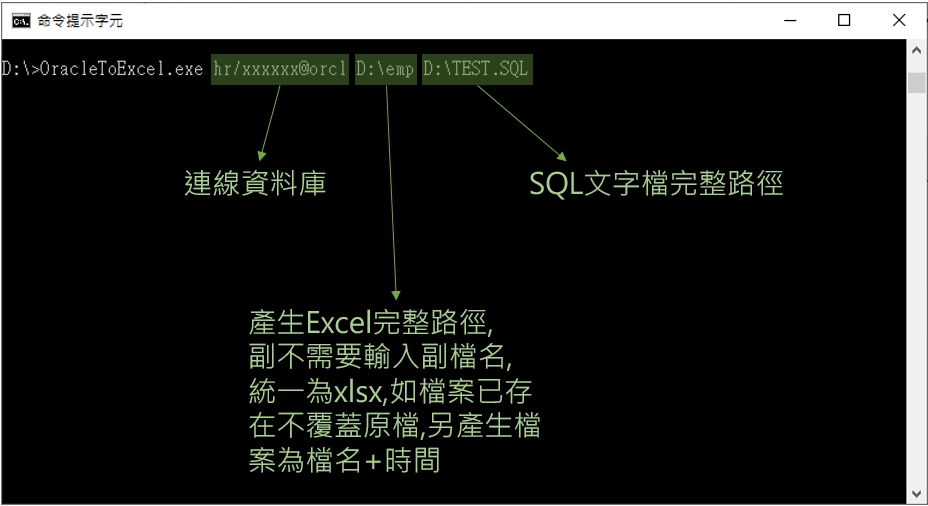 命令提示字元
D:\>OracleToExcel.exe hr/xxxxxx@orcl D:\emp D:\TEST.SQL
連線資料庫
SQL文字檔完整路徑
產生Excel完整路徑,
副不需要輸入副檔名,
統一為xlsx,如檔案已存
在不覆蓋原檔,另產生檔
案為檔名+時間